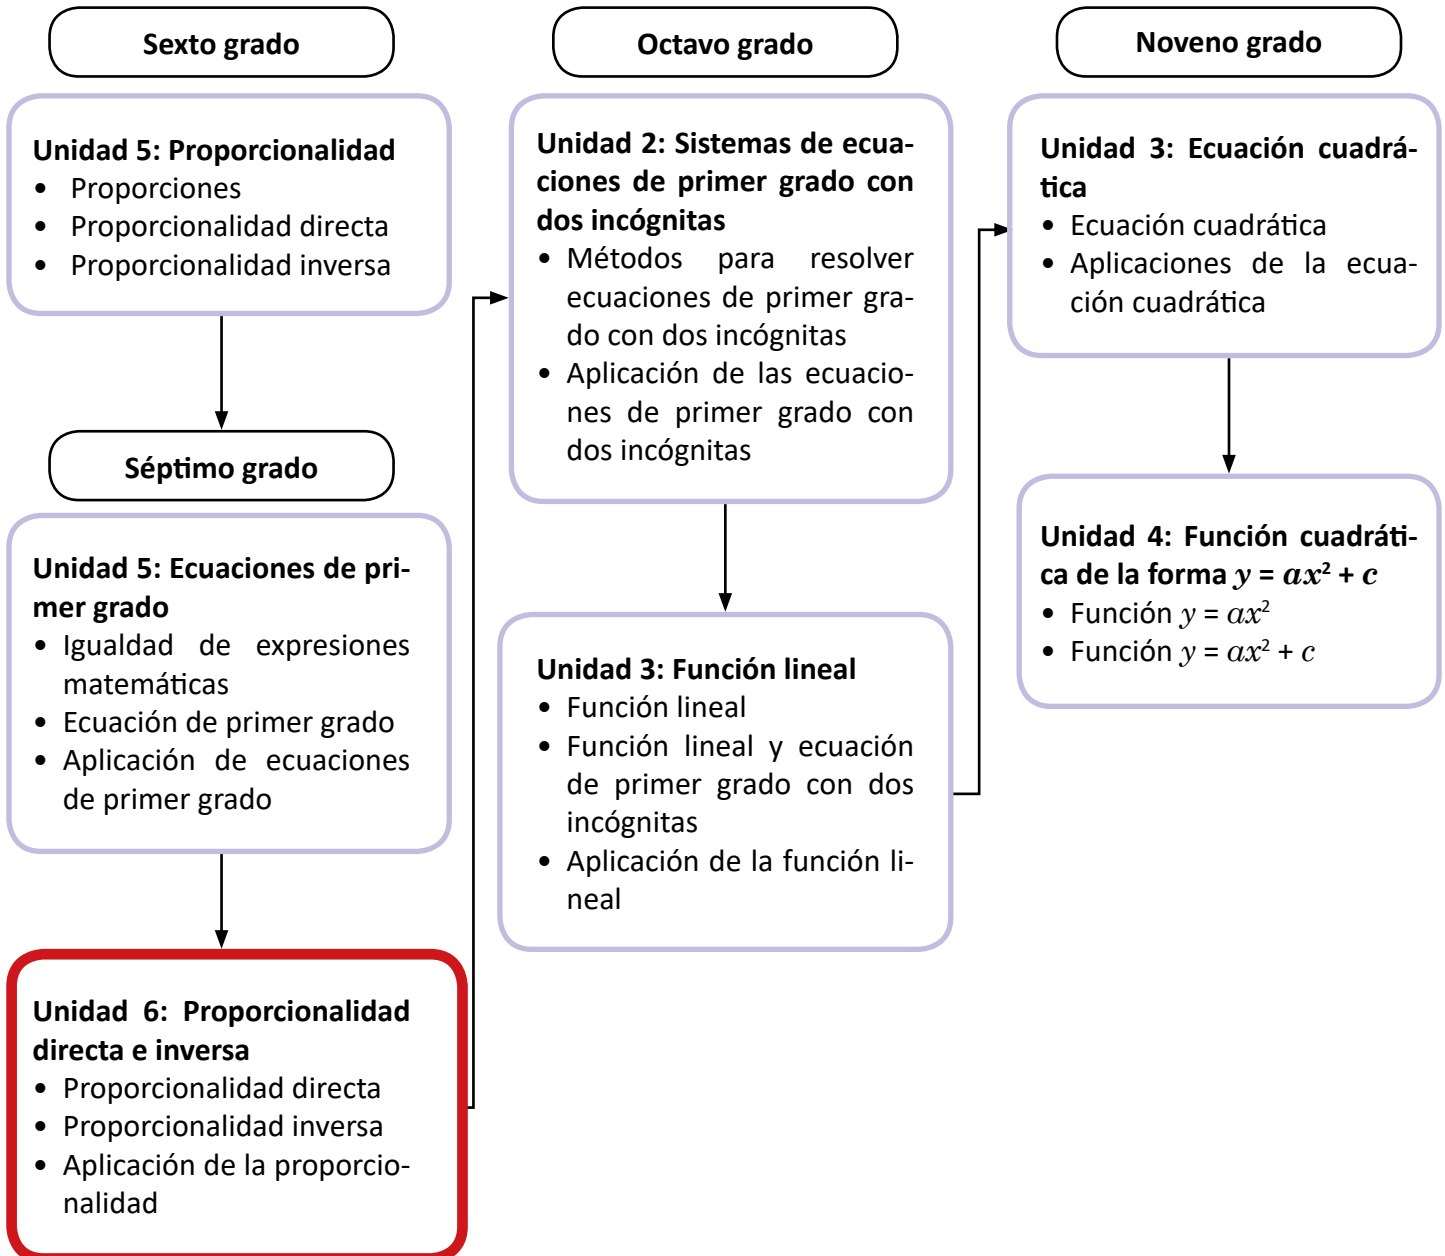 Sexto grado
Unidad 5: Proporcionalidad
• Proporciones
• Proporcionalidad directa
• Proporcionalidad inversa
Séptimo grado
Unidad 5: Ecuaciones de pri-
mer grado
• Igualdad de expresiones
matemáticas
• Ecuación de primer grado
• Aplicación de ecuaciones
de primer grado
Unidad 6: Proporcionalidad
directa e inversa
• Proporcionalidad directa
• Proporcionalidad inversa
• Aplicación de la proporcio-
nalidad
Octavo grado
Unidad 2: Sistemas de ecua-
ciones de primer grado con
dos incógnitas
• Métodos para resolver
ecuaciones de primer gra-
do con dos incógnitas
• Aplicación de las ecuacio-
nes de primer grado con
dos incógnitas
Unidad 3: Función lineal
• Función lineal
• Función lineal y ecuación
de primer grado con dos
incógnitas
• Aplicación de la función li-
neal
Noveno grado
Unidad 3: Ecuación cuadrá-
tica
• Ecuación cuadrática
• Aplicaciones de la ecua-
ción cuadrática
Unidad 4: Función cuadráti-
ca de la forma y = ax² + c
• Función y = ax²
• Función y = ax² + c